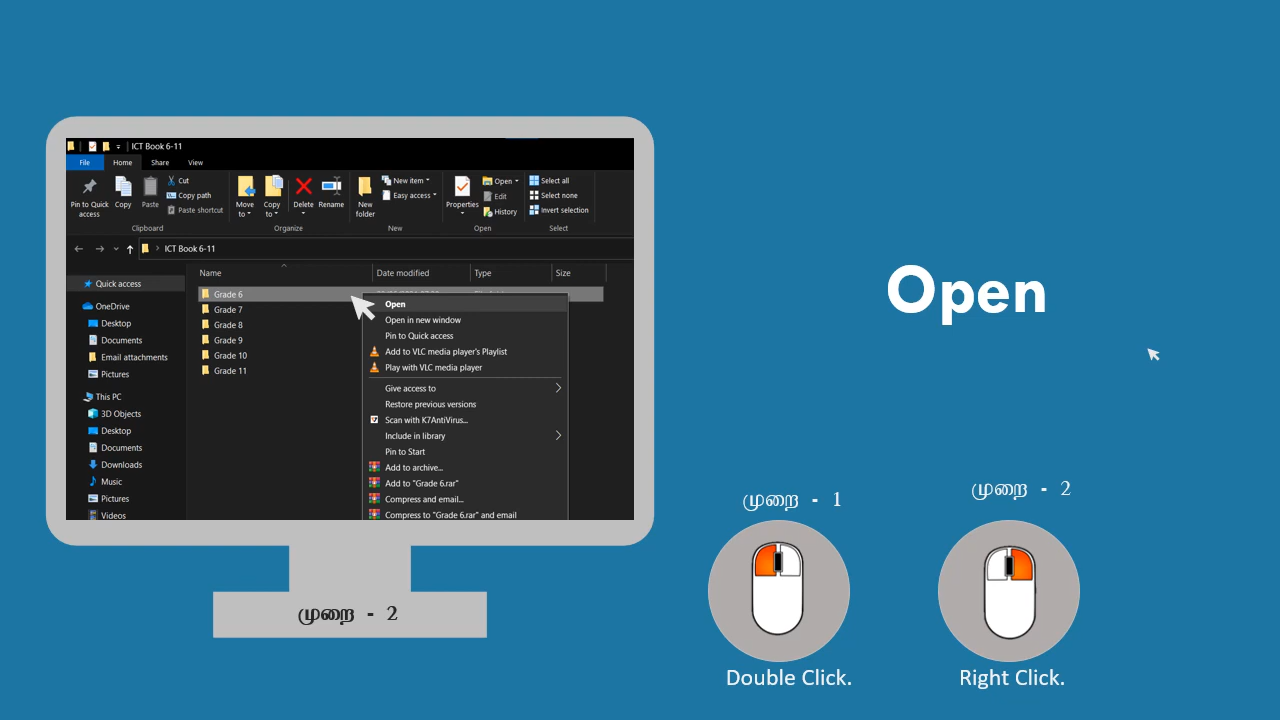 ICT Book 6-11
File Home Share View
Pin to Quick access
Copy
Paste
Cut
Copy path
Paste shortcut
Move to
Copy to
Delete
Rename
New folder
New item
Easy access
Properties
Open
Edit
History
Select all
Select none
Invert selection
Clipboard Organize New Open Select
ICT Book 6-11
Name Date modified Type Size
Quick access
OneDrive
Desktop
Documents
Email attachments
Pictures
This PC
3D Objects
Desktop
Documents
Downloads
Music
Pictures
Videos
Grade 6
Grade 7
Grade 8
Grade 9
Grade 10
Grade 11
Open
Open in new window
Pin to Quick access
Add to VLC media player's Playlist
Play with VLC media player
Give access to
Restore previous versions
Scan with K7AntiVirus...
Include in library
Pin to Start
Add to archive...
Add to "Grade 6.rar"
Compress and email...
Compress to "Grade 6.rar" and email
முறை - 2
Open
முறை - 1
Double Click.
முறை - 2
Right Click.